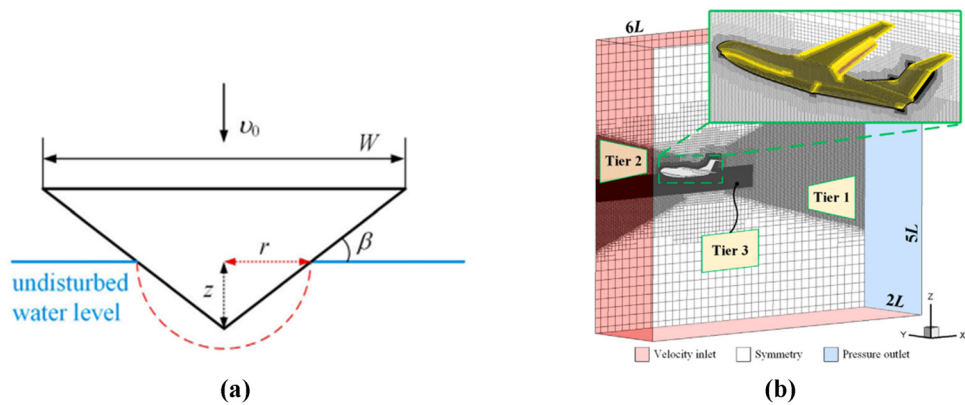 υ₀
W
r
β
z
undisturbed
water level
(a)
6L
Tier 2
Tier 1
Tier 3
5L
2L
Z
Y
X
Velocity inlet
Symmetry
Pressure outlet
(b)